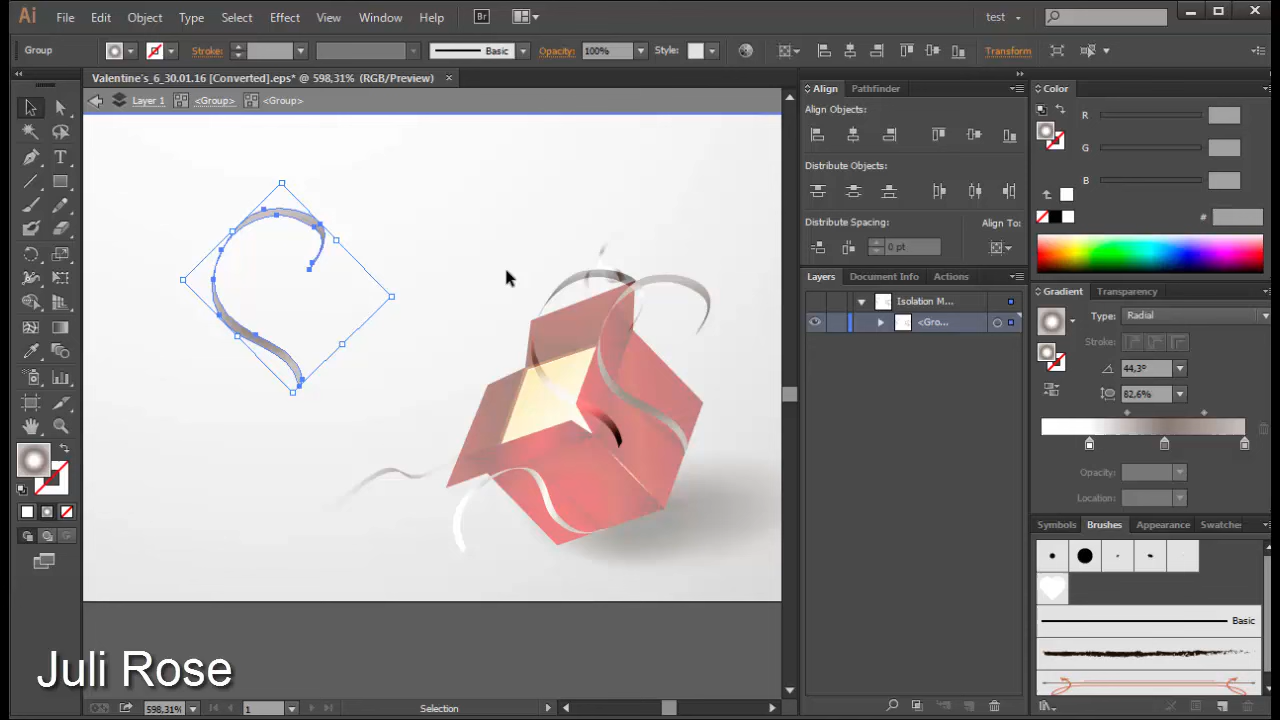 Ai File Edit Object Type Select Effect View Window Help Br test
Group Stroke: Basic Opacity: 100% Style: Transform
Valentine's_6_30.01.16 [Converted].eps* @ 598,31% (RGB/Preview) ×
Layer 1 <Group> <Group>
Align Pathfinder
Align Objects:
Distribute Objects:
Distribute Spacing: Align To:
0 pt
Layers Document Info Actions
Isolation M...
<Gro...
Color
R
G
B
#
Gradient Transparency
Type: Radial
Stroke:
44,3°
82,6%
Opacity:
Location:
Symbols Brushes Appearance Swatches
Basic
Juli Rose
598,31% 1 Selection